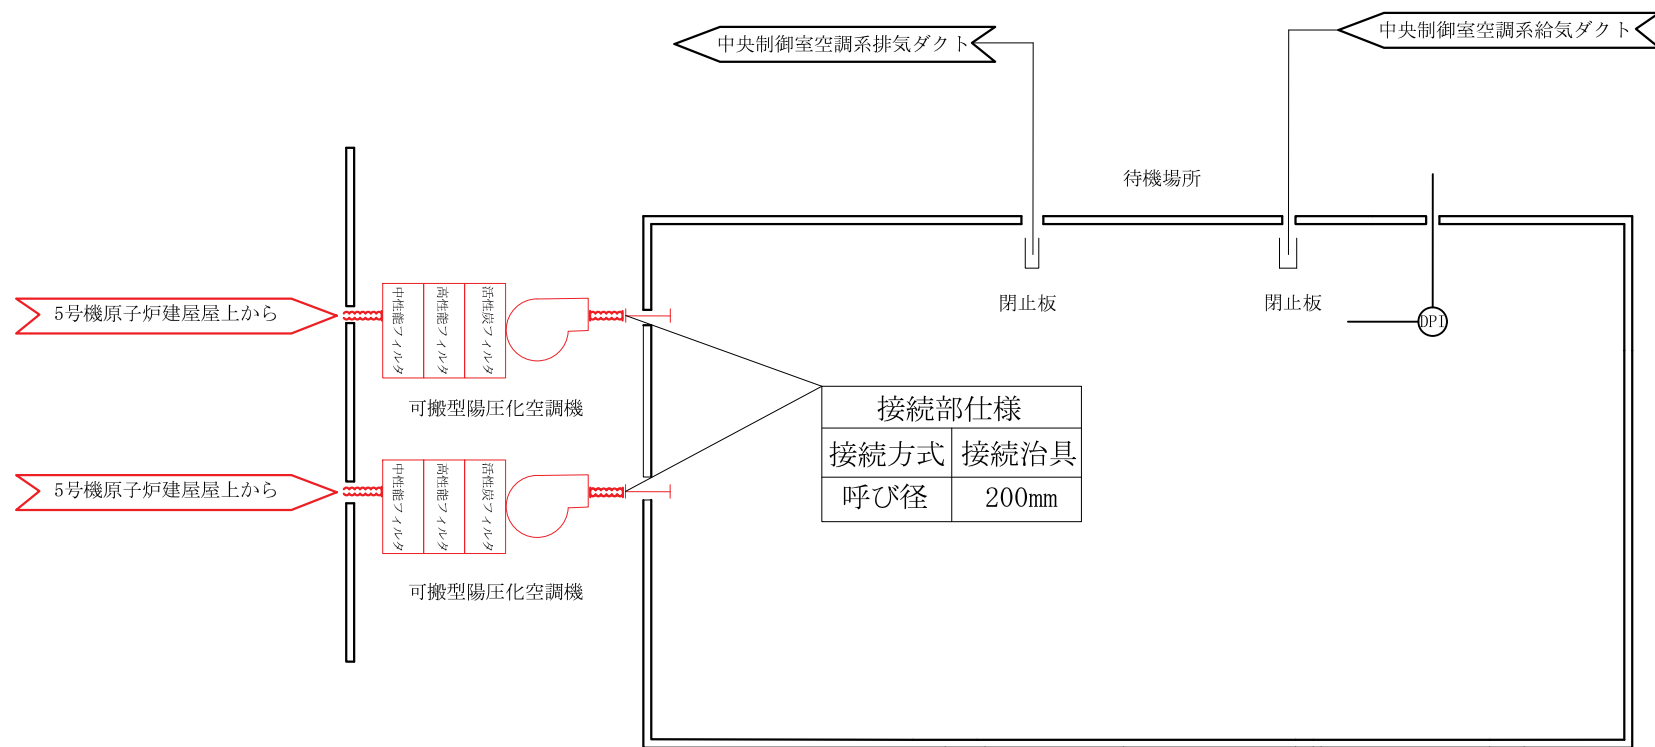 中央制御室空調系排気ダクト
中央制御室空調系給気ダクト
待機場所
5号機原子炉建屋屋上から
中性能フィルタ
高性能フィルタ
活性炭フィルタ
可搬型陽圧化空調機
閉止板
閉止板
DPI
接続部仕様
接続方式 接続治具
呼び径 200mm
5号機原子炉建屋屋上から
中性能フィルタ
高性能フィルタ
活性炭フィルタ
可搬型陽圧化空調機